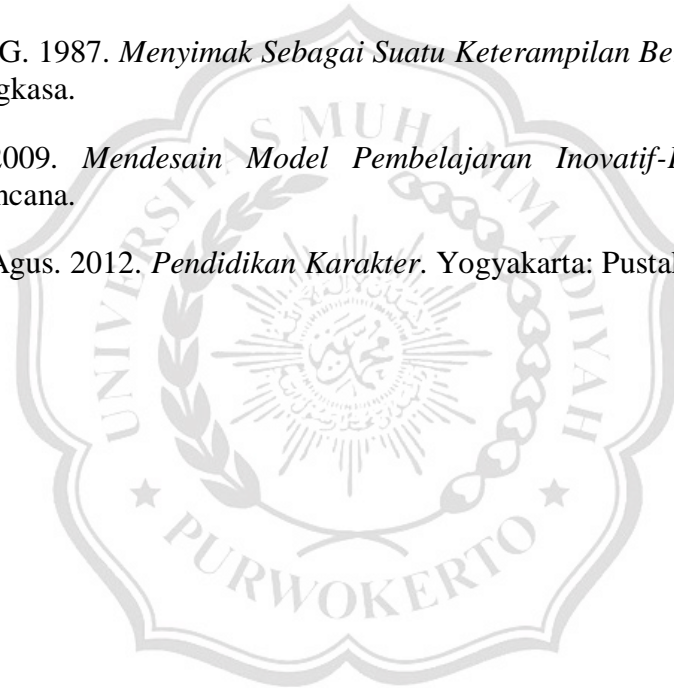 G. 1987. Menyimak Sebagai Suatu Keterampilan Be
gkasa.
2009. Mendesain Model Pembelajaran Inovatif-
ncana.
Agus. 2012. Pendidikan Karakter. Yogyakarta: Pusta
UNIVERSITAS MUHAMMADIYAH
PURWOKERTO